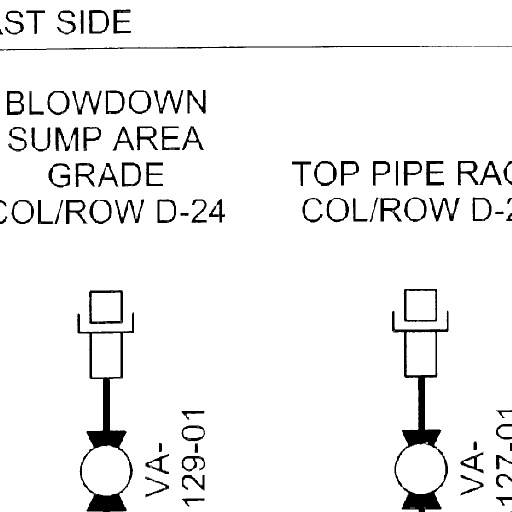 AST SIDE
BLOWDOWN
SUMP AREA
GRADE
COL/ROW D-24
TOP PIPE RAC
COL/ROW D-2
VA-
129-01
VA-
127-01